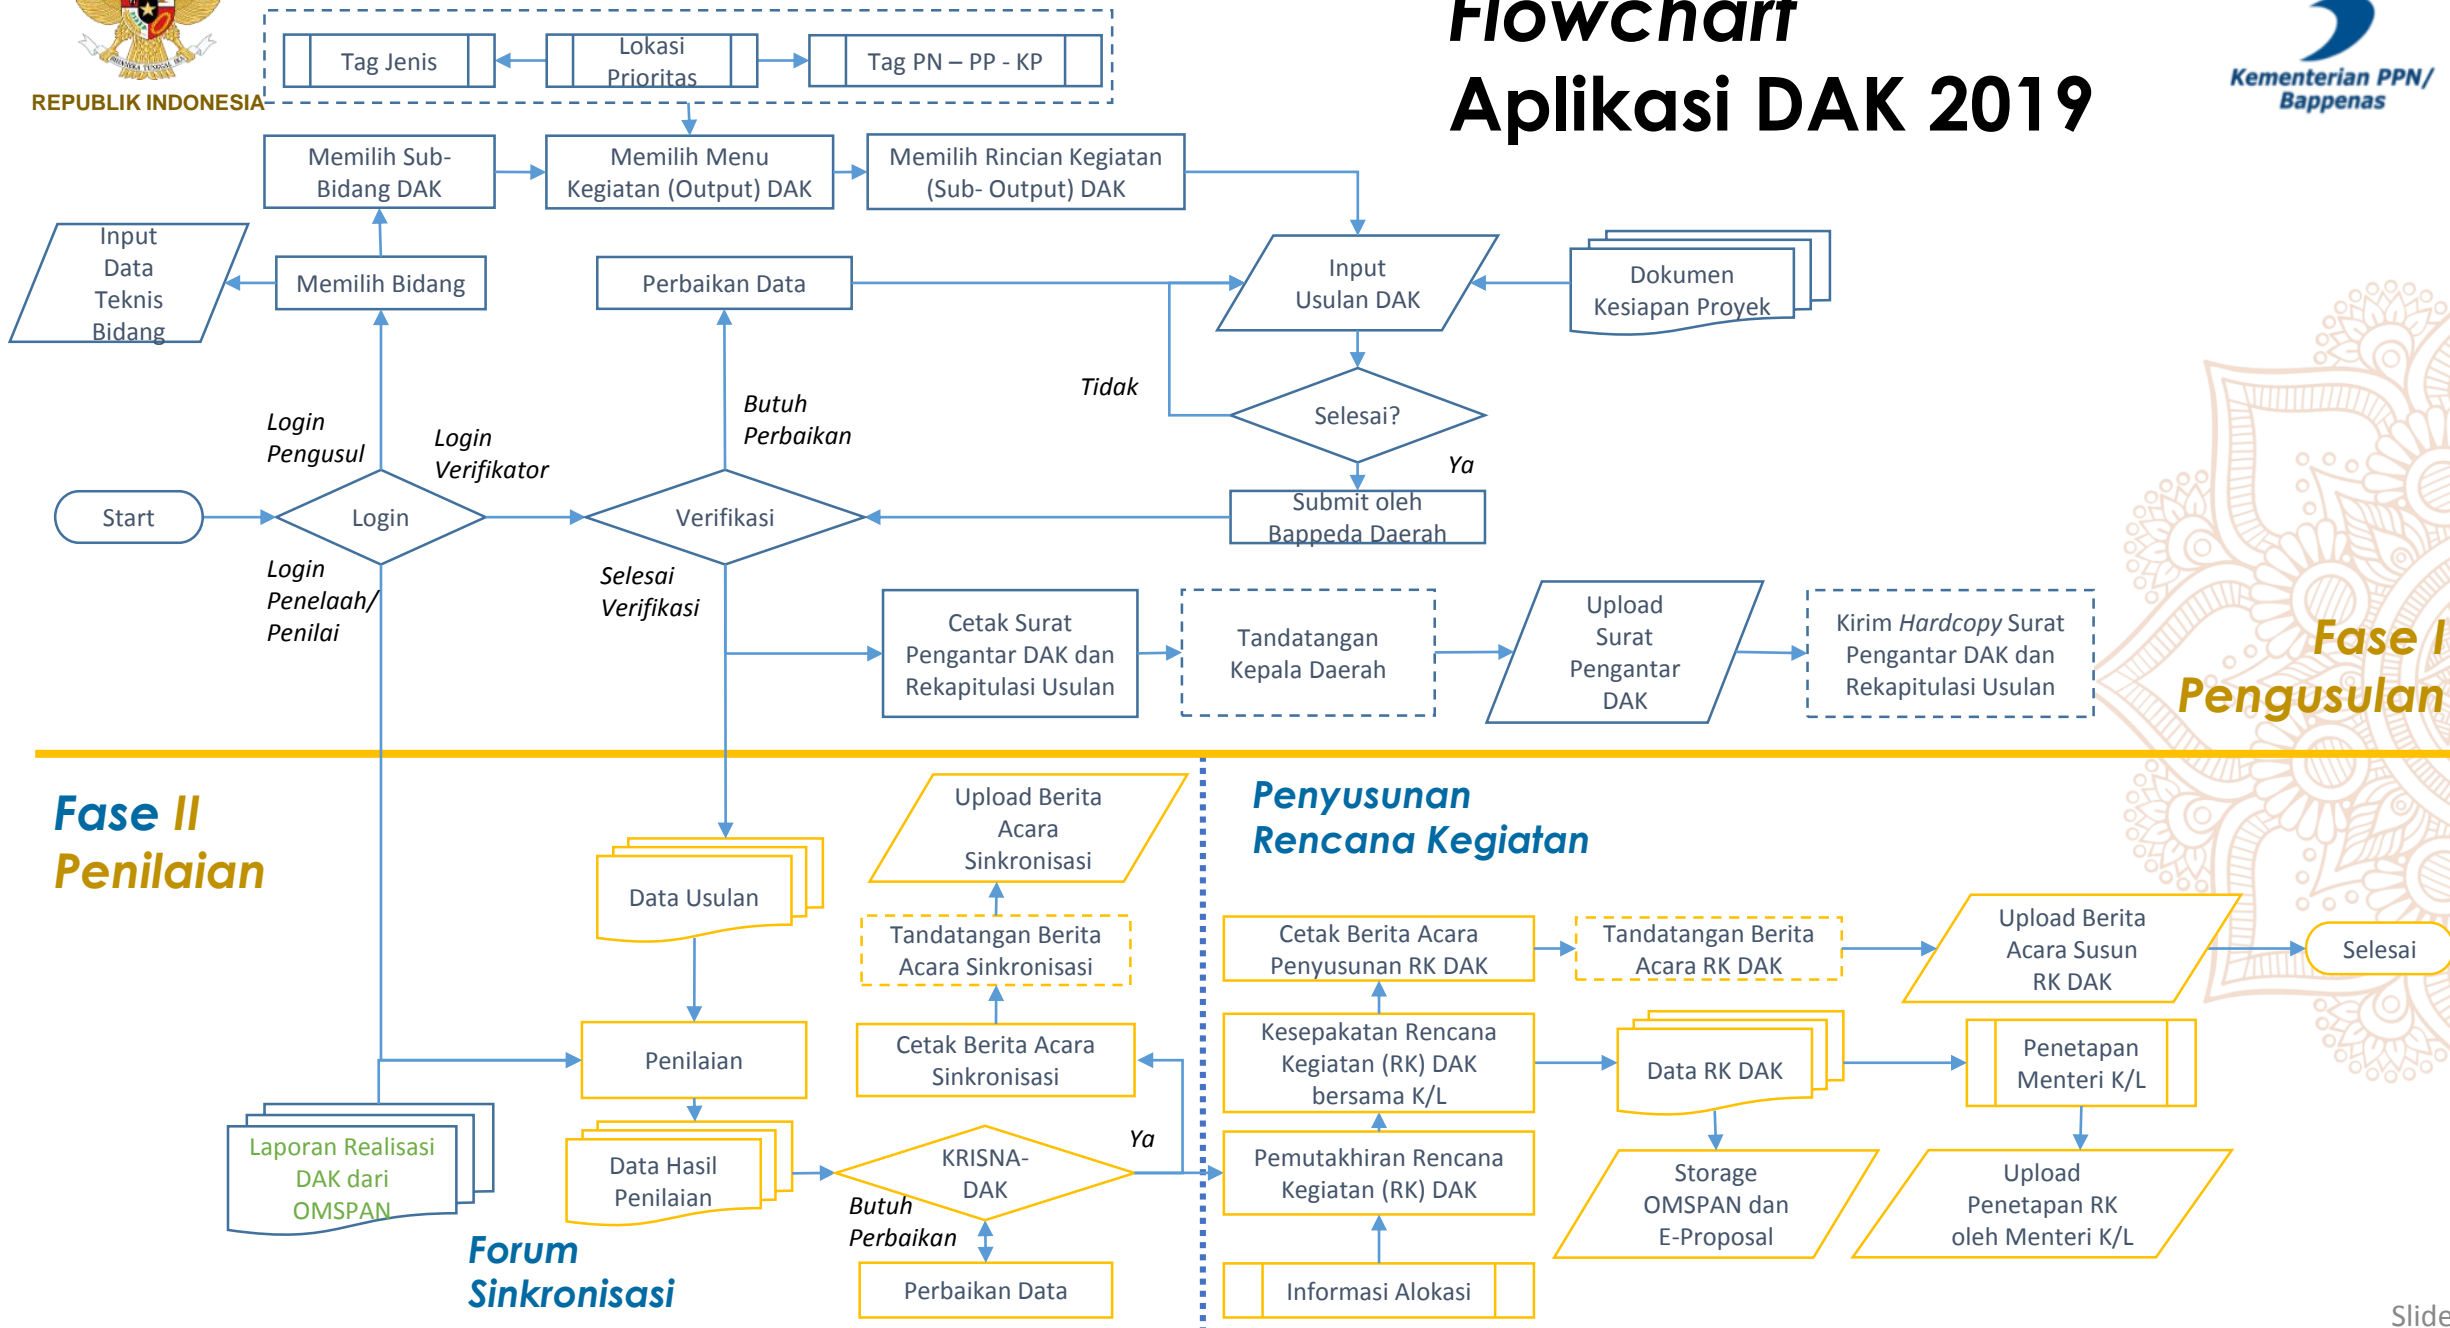 Flowchart
Aplikasi DAK 2019
REPUBLIK INDONESIA
Kementerian PPN/
Bappenas
Tag Jenis
Lokasi
Prioritas
Tag PN – PP - KP
Memilih Sub-
Bidang DAK
Memilih Menu
Kegiatan (Output) DAK
Memilih Rincian Kegiatan
(Sub- Output) DAK
Input
Data
Teknis
Bidang
Memilih Bidang
Perbaikan Data
Input
Usulan DAK
Dokumen
Kesiapan Proyek
Tidak
Selesai?
Ya
Login
Pengusul
Login
Verifikator
Butuh
Perbaikan
Start
Login
Verifikasi
Submit oleh
Bappeda Daerah
Login
Penelaah/
Penilai
Selesai
Verifikasi
Cetak Surat
Pengantar DAK dan
Rekapitulasi Usulan
Tandatangan
Kepala Daerah
Upload
Surat
Pengantar
DAK
Kirim Hardcopy Surat
Pengantar DAK dan
Rekapitulasi Usulan
Fase I
Pengusulan
Fase II
Penilaian
Upload Berita
Acara
Sinkronisasi
Penyusunan
Rencana Kegiatan
Data Usulan
Tandatangan Berita
Acara Sinkronisasi
Cetak Berita Acara
Penyusunan RK DAK
Tandatangan Berita
Acara RK DAK
Upload Berita
Acara Susun
RK DAK
Selesai
Penilaian
Cetak Berita Acara
Sinkronisasi
Kesepakatan Rencana
Kegiatan (RK) DAK
bersama K/L
Data RK DAK
Penetapan
Menteri K/L
Laporan Realisasi
DAK dari
OMSPAN
Data Hasil
Penilaian
KRISNA-
DAK
Ya
Butuh
Perbaikan
Pemutakhiran Rencana
Kegiatan (RK) DAK
Storage
OMSPAN dan
E-Proposal
Upload
Penetapan RK
oleh Menteri K/L
Forum
Sinkronisasi
Perbaikan Data
Informasi Alokasi
Slide